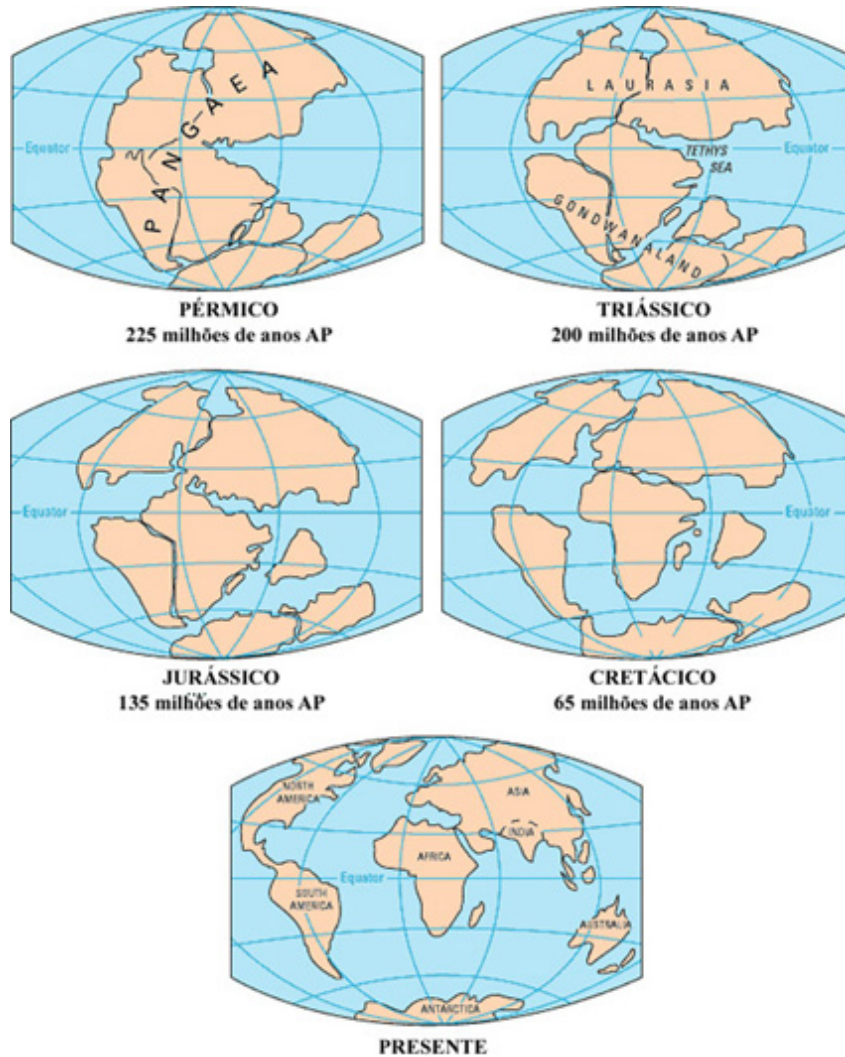 PANGAEA
Equator
PÉRMICO
225 milhões de anos AP
LAURASIA
TETHYS
SEA
Equator
GONDWANALAND
TRIÁSSICO
200 milhões de anos AP
Equator
JURÁSSICO
135 milhões de anos AP
Equator
CRETÁCICO
65 milhões de anos AP
NORTH
AMERICA
ASIA
INDIA
AFRICA
Equator
SOUTH
AMERICA
AUSTRALIA
ANTARCTICA
PRESENTE